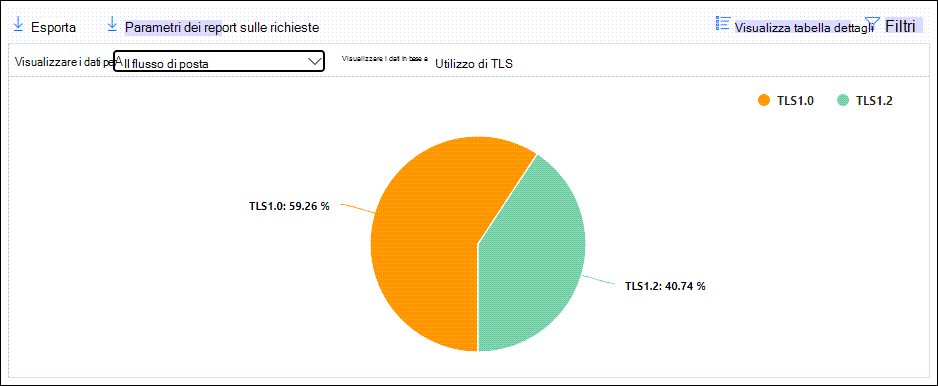 Esporta Parametri dei report sulle richieste Visualizza tabella dettagli Filtri
Visualizzare i dati per Il flusso di posta Visualizzare i dati in base a Utilizzo di TLS
TLS1.0 TLS1.2
TLS1.0: 59.26 %
TLS1.2: 40.74 %